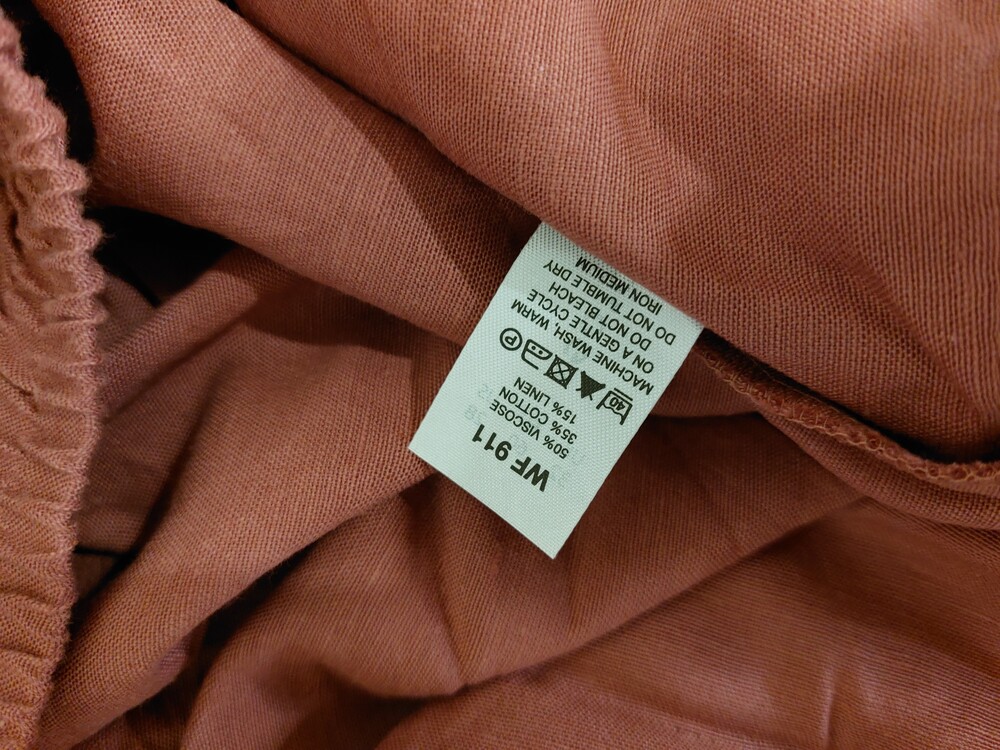 WF 911
50% VISCOSE
35% COTTON
15% LINEN
40 P
MACHINE WASH, WARM
ON A GENTLE CYCLE
DO NOT BLEACH
DO NOT TUMBLE DRY
IRON MEDIUM